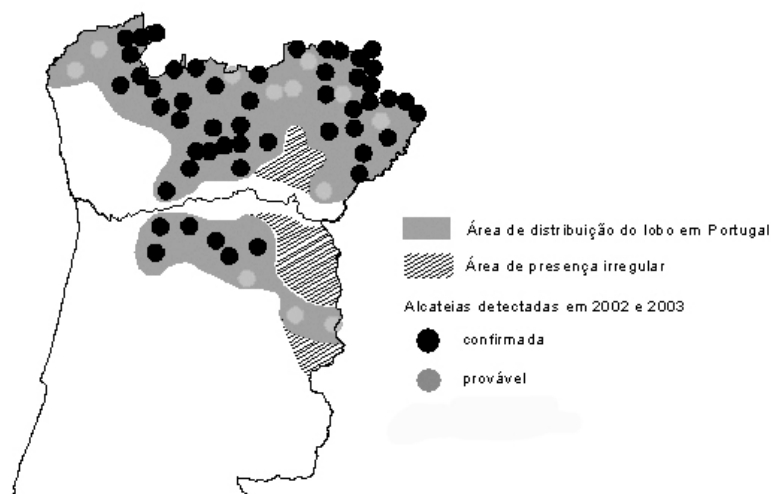 Área de distribuição do lobo em Portugal
Área de presença irregular
Alcateias detectadas em 2002 e 2003
confirmada
provável